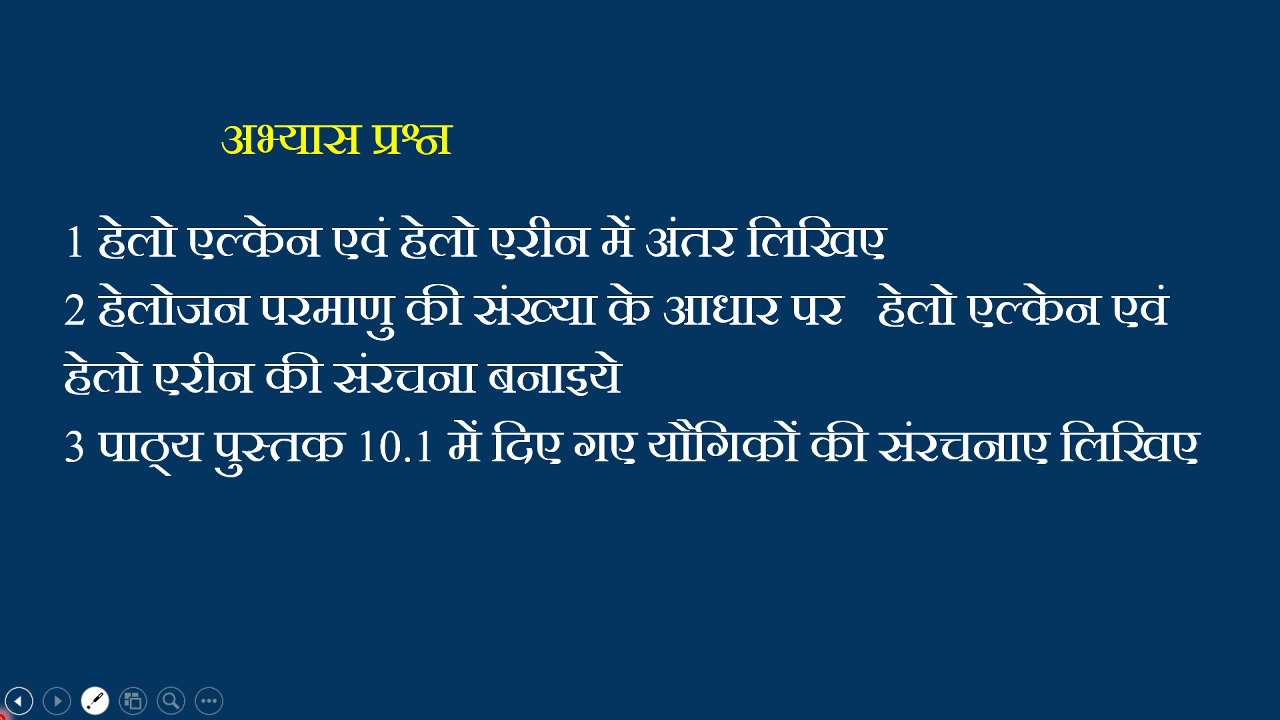 अभ्यास प्रश्न
1 हेलो एल्केन एवं हेलो एरीन में अंतर लिखिए
2 हेलोजन परमाणु की संख्या के आधार पर हेलो एल्केन एवं
हेलो एरीन की संरचना बनाइये
3 पाठ्य पुस्तक 10.1 में दिए गए यौगिकों की संरचनाए लिखिए